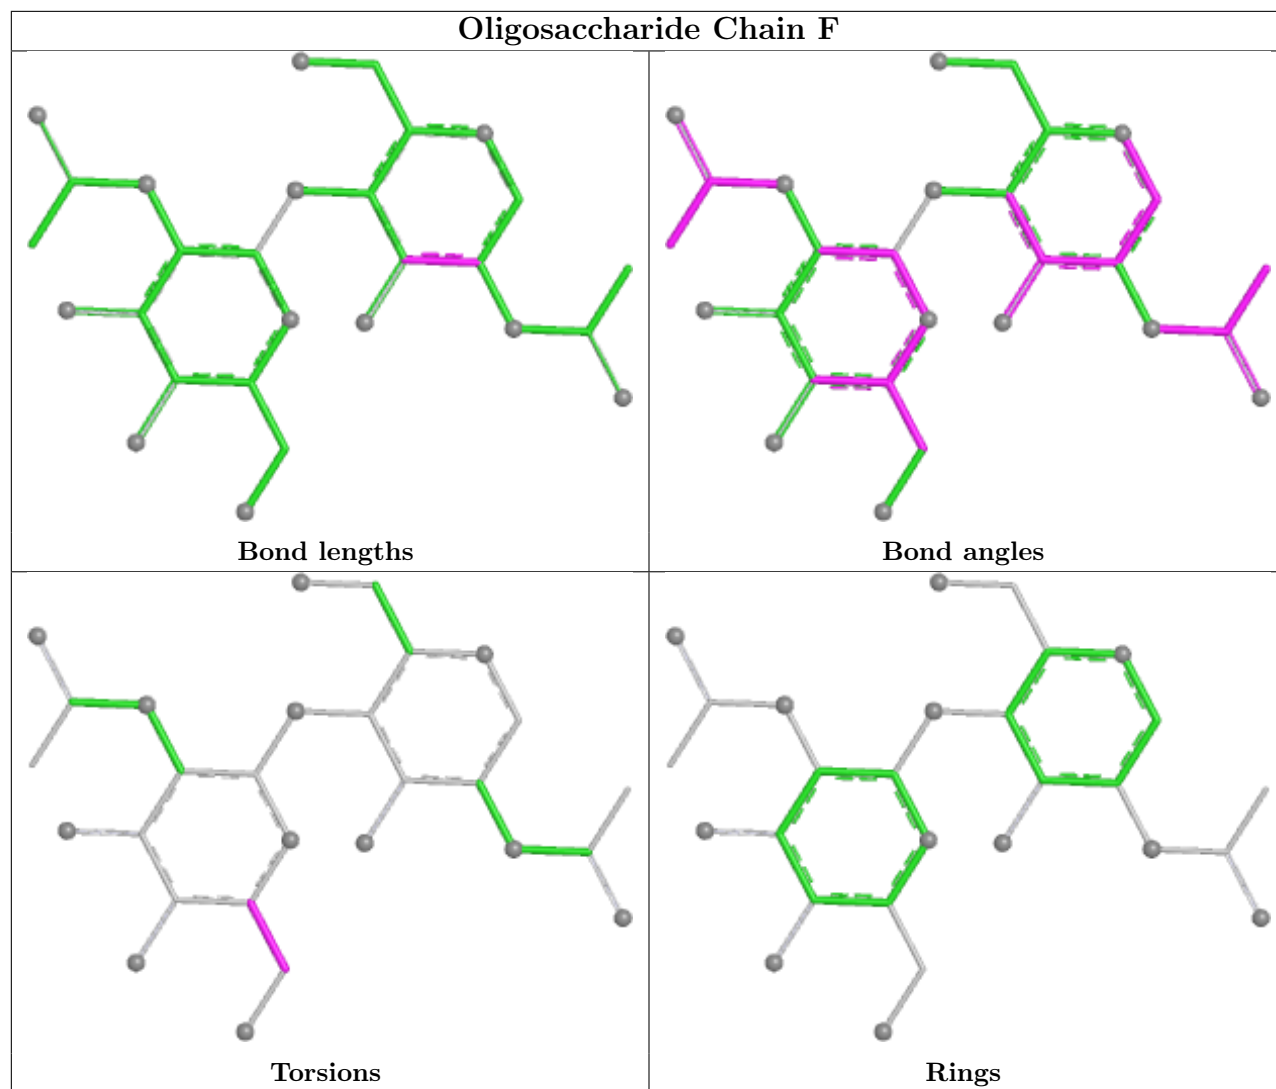 Oligosaccharide Chain F
Bond lengths
Bond angles
Torsions
Rings